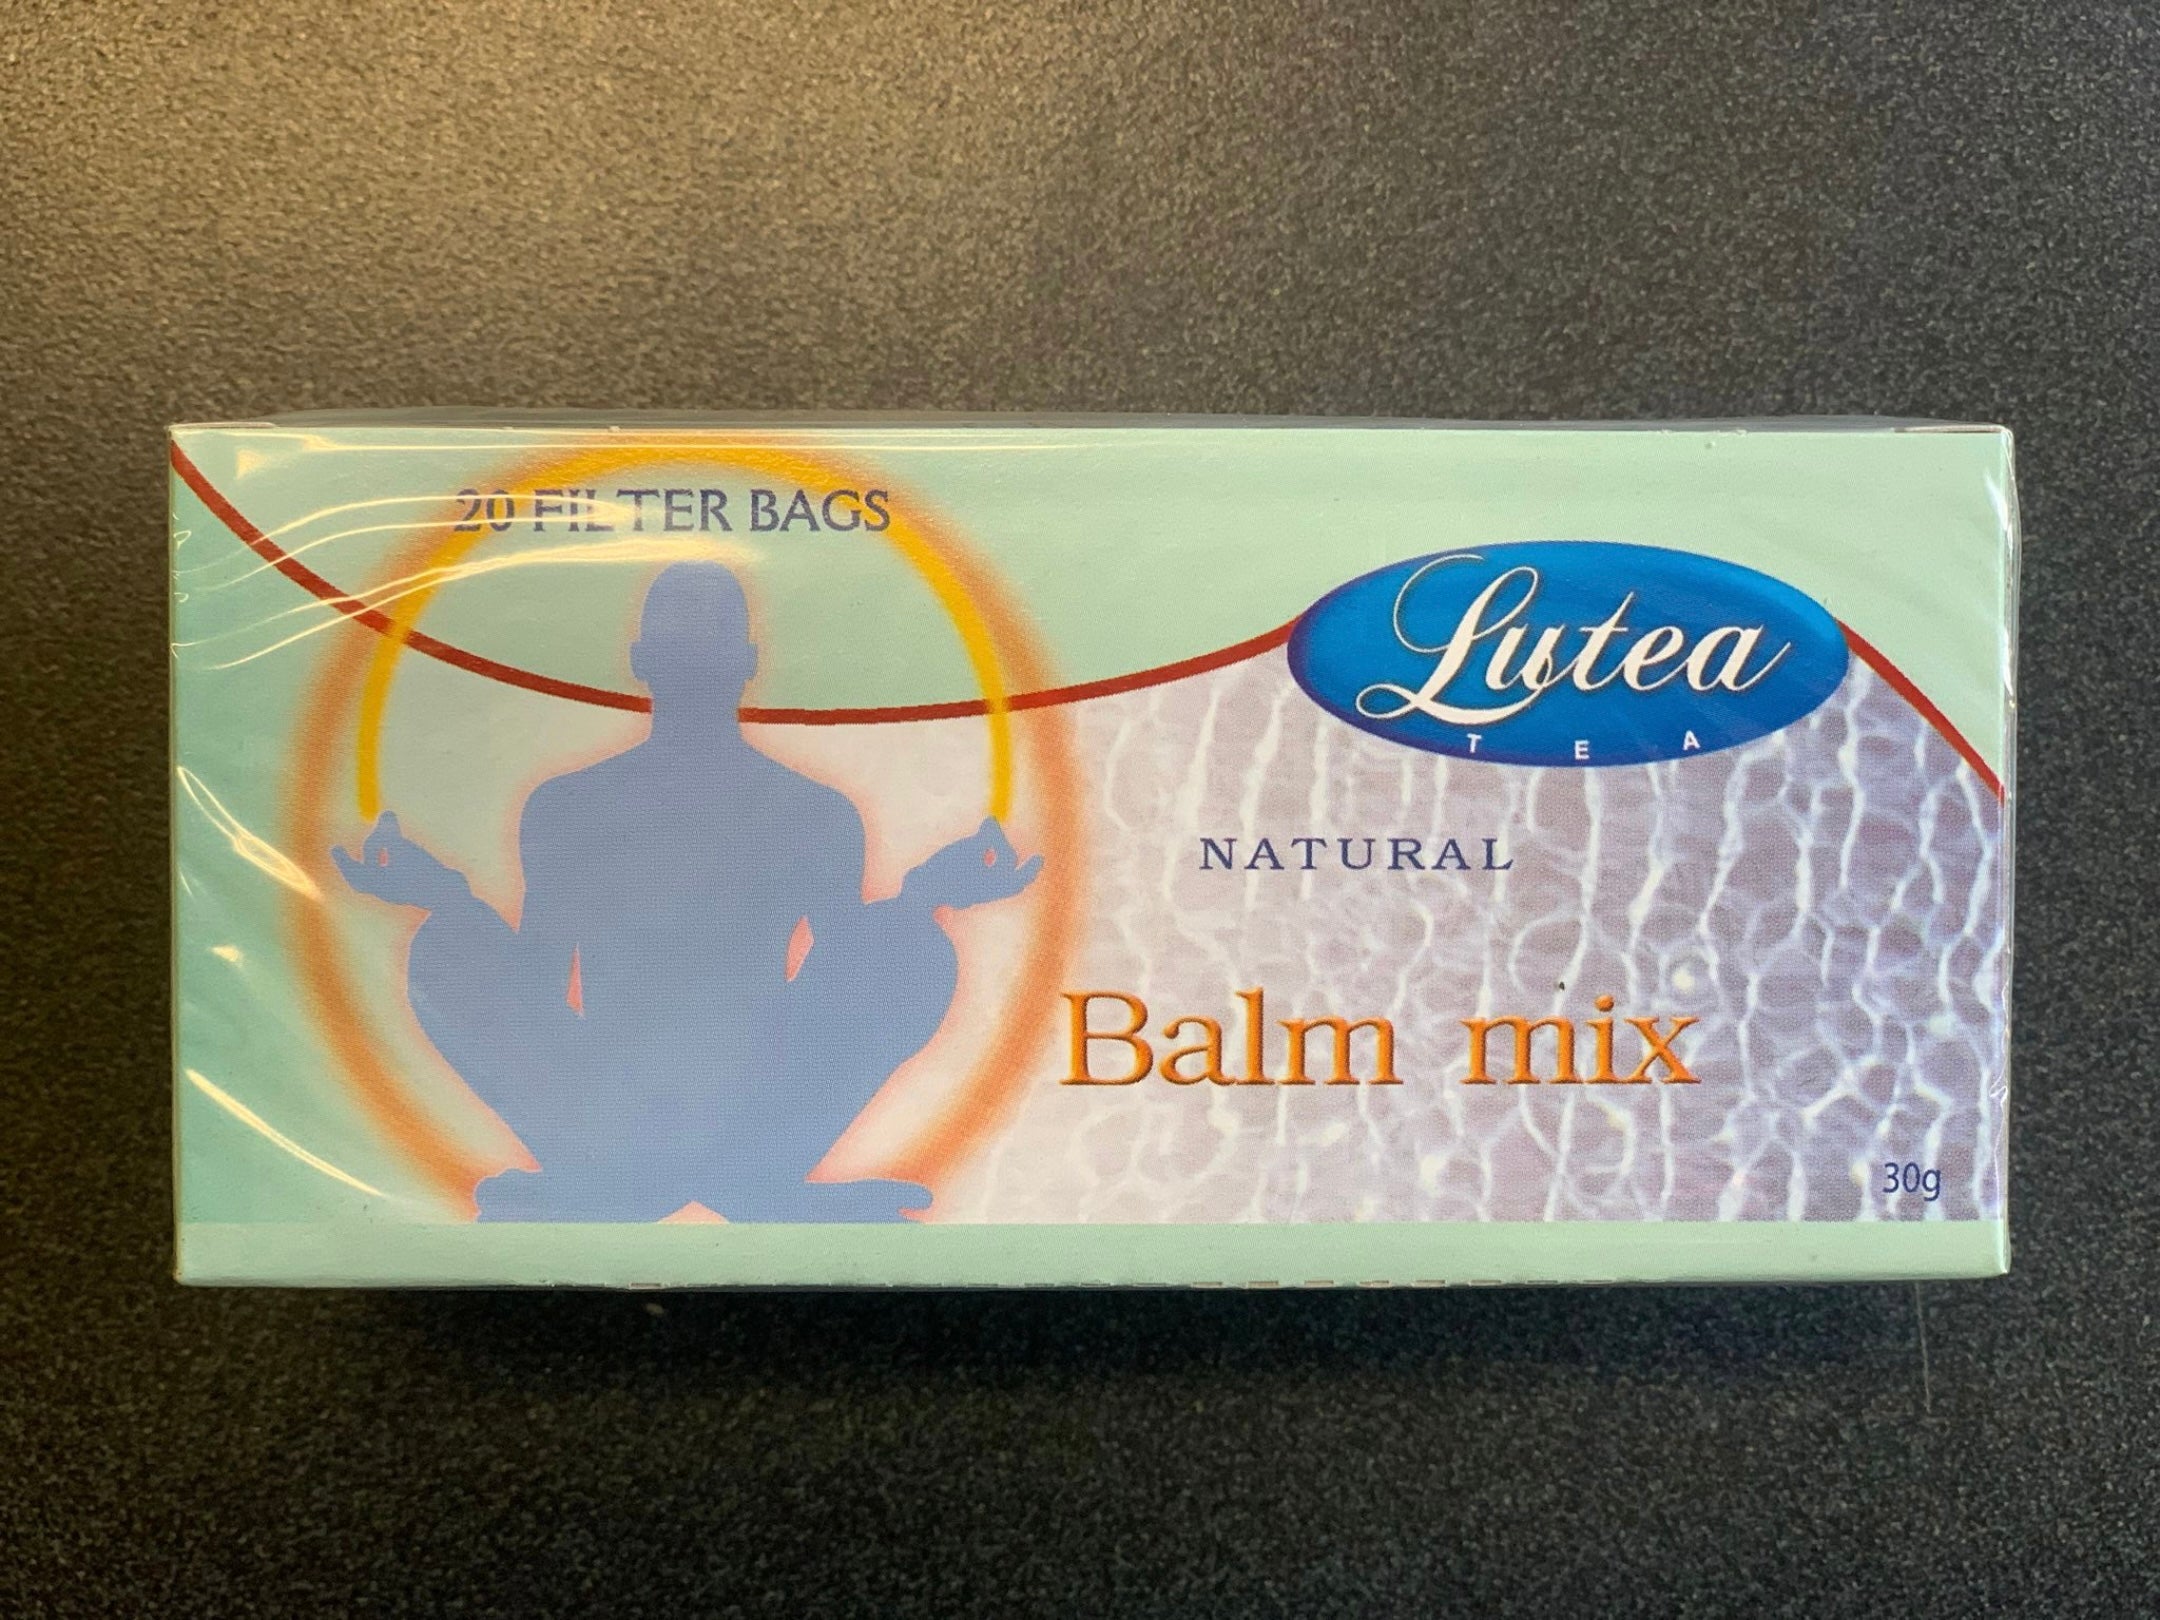 20 FILTER BAGS
Lutea
TEA
NATURAL
Balm mix
30g